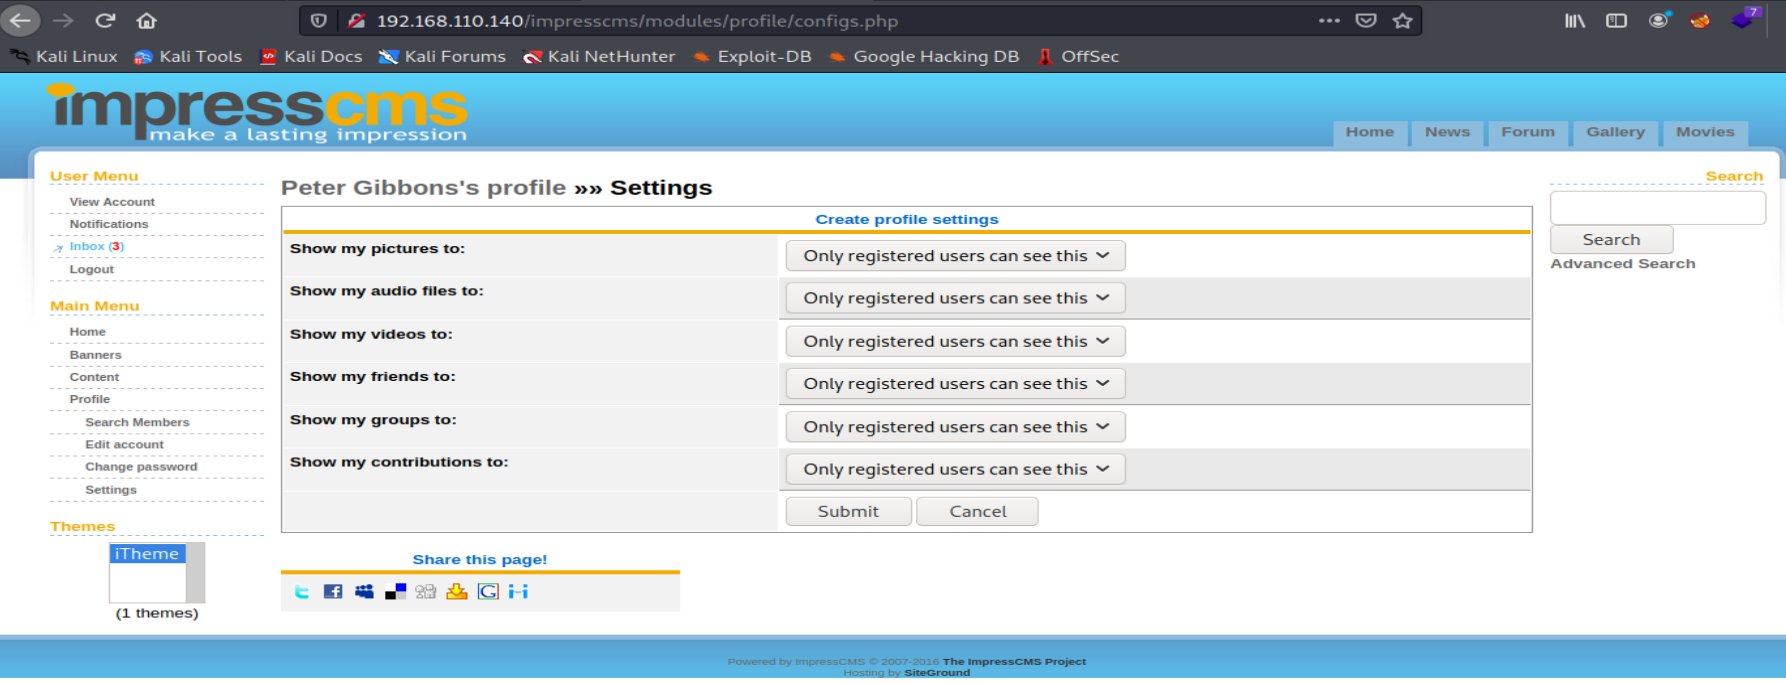 192.168.110.140/impresscms/modules/profile/configs.php
7
Kali Linux Kali Tools Kali Docs Kali Forums Kali NetHunter Exploit-DB Google Hacking DB OffSec
impresscms
make a lasting impression
Home News Forum Gallery Movies
User Menu
View Account
Notifications
Inbox (3)
Logout
Main Menu
Home
Banners
Content
Profile
Search Members
Edit account
Change password
Settings
Themes
iTheme
(1 themes)
Peter Gibbons's profile »» Settings
Create profile settings
Show my pictures to: Only registered users can see this
Show my audio files to: Only registered users can see this
Show my videos to: Only registered users can see this
Show my friends to: Only registered users can see this
Show my groups to: Only registered users can see this
Show my contributions to: Only registered users can see this
Submit Cancel
Share this page!
Search
Search
Advanced Search
Powered by ImpressCMS © 2007-2016 The ImpressCMS Project
Hosting by SiteGround